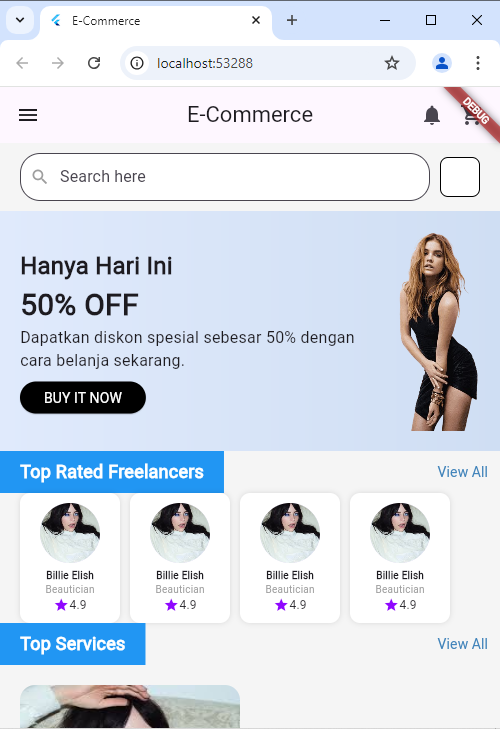 E-Commerce
localhost:53288
E-Commerce
DEBUG
Search here
Hanya Hari Ini
50% OFF
Dapatkan diskon spesial sebesar 50% dengan
cara belanja sekarang.
BUY IT NOW
Top Rated Freelancers
View All
Billie Elish
Billie Elish
Billie Elish
Billie Elish
Beautician
Beautician
Beautician
Beautician
4.9
4.9
4.9
4.9
Top Services
View All